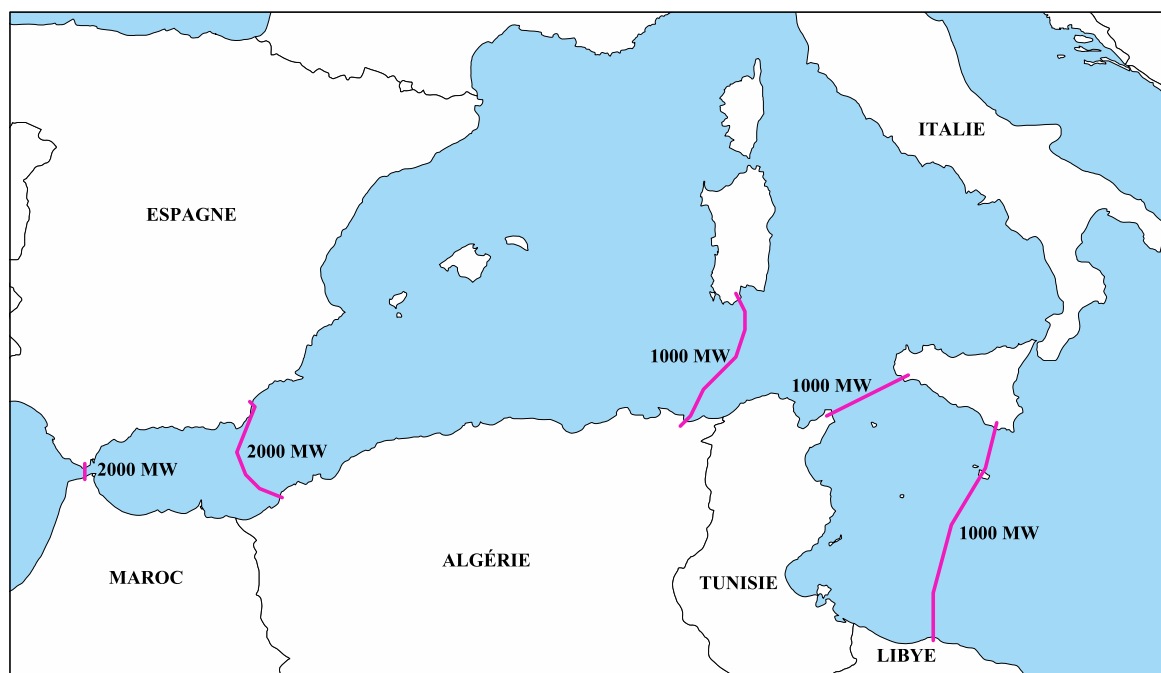 ITALIE
ESPAGNE
1000 MW
1000 MW
2000 MW
2000 MW
1000 MW
ALGÉRIE
MAROC
TUNISIE
LIBYE